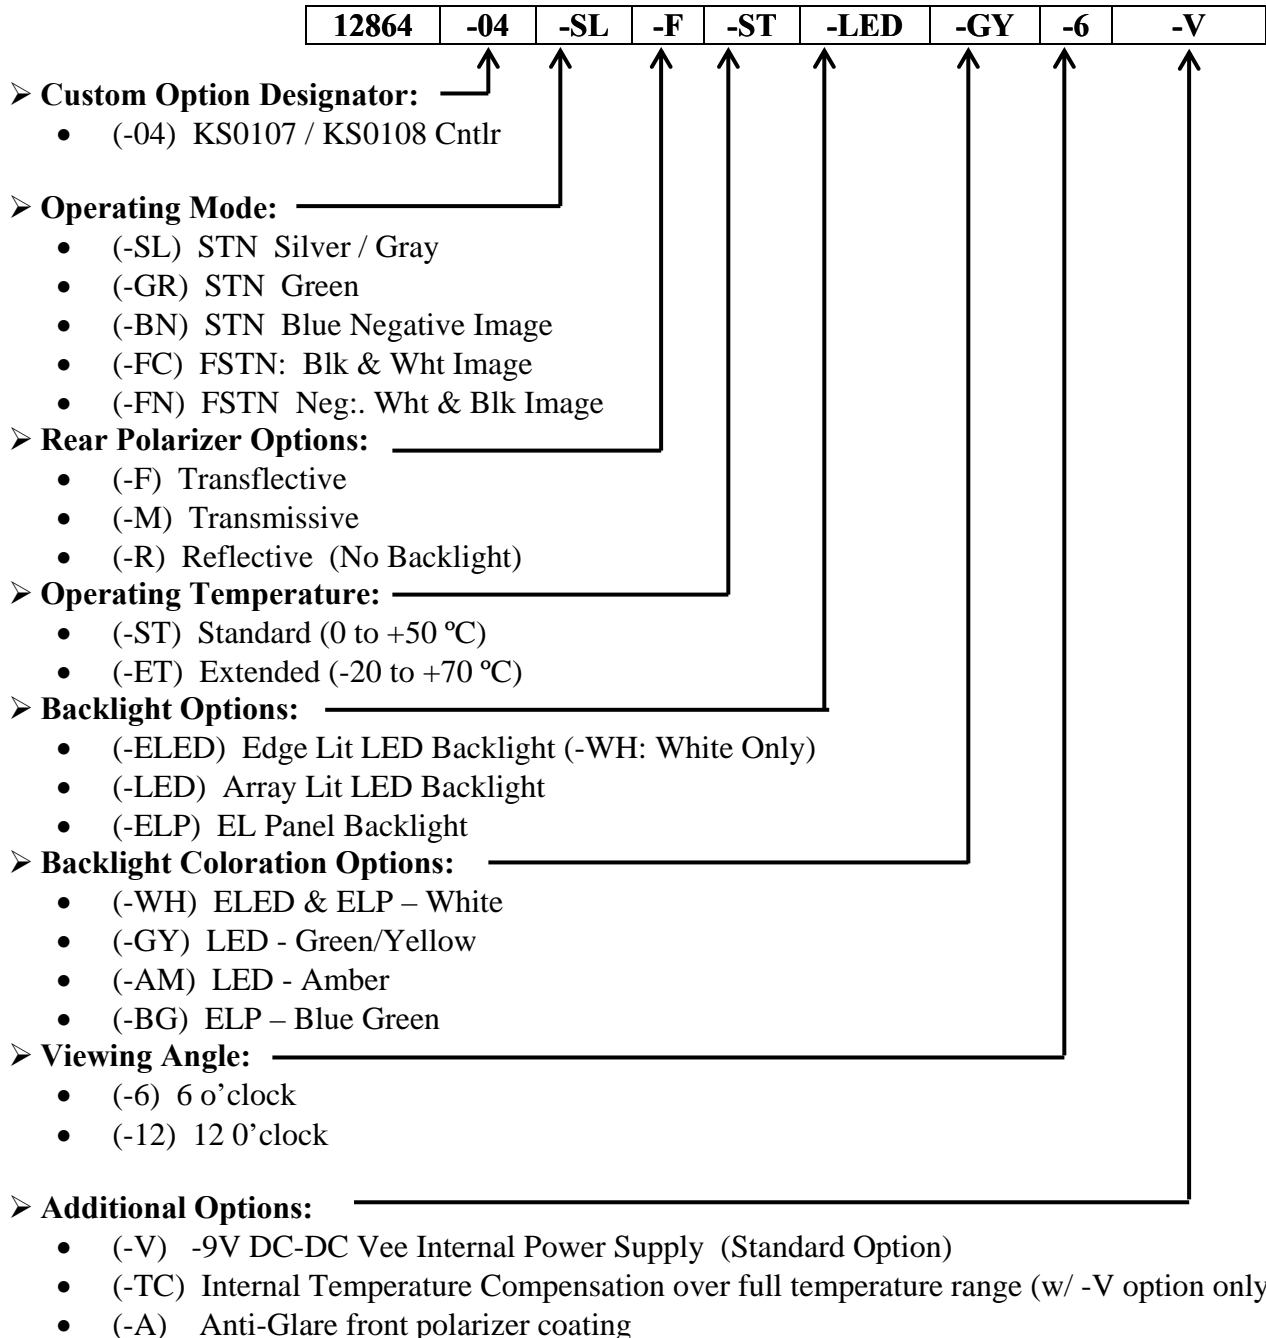 12864 -04 -SL -F -ST -LED -GY -6 -V
➢ Custom Option Designator:
• (-04) KS0107 / KS0108 Cntlr
➢ Operating Mode:
• (-SL) STN Silver / Gray
• (-GR) STN Green
• (-BN) STN Blue Negative Image
• (-FC) FSTN: Blk & Wht Image
• (-FN) FSTN Neg:. Wht & Blk Image
➢ Rear Polarizer Options:
• (-F) Transflective
• (-M) Transmissive
• (-R) Reflective (No Backlight)
➢ Operating Temperature:
• (-ST) Standard (0 to +50 ºC)
• (-ET) Extended (-20 to +70 ºC)
➢ Backlight Options:
• (-ELED) Edge Lit LED Backlight (-WH: White Only)
• (-LED) Array Lit LED Backlight
• (-ELP) EL Panel Backlight
➢ Backlight Coloration Options:
• (-WH) ELED & ELP – White
• (-GY) LED - Green/Yellow
• (-AM) LED - Amber
• (-BG) ELP – Blue Green
➢ Viewing Angle:
• (-6) 6 o’clock
• (-12) 12 0’clock
➢ Additional Options:
• (-V) -9V DC-DC Vee Internal Power Supply (Standard Option)
• (-TC) Internal Temperature Compensation over full temperature range (w/ -V option only
• (-A) Anti-Glare front polarizer coating